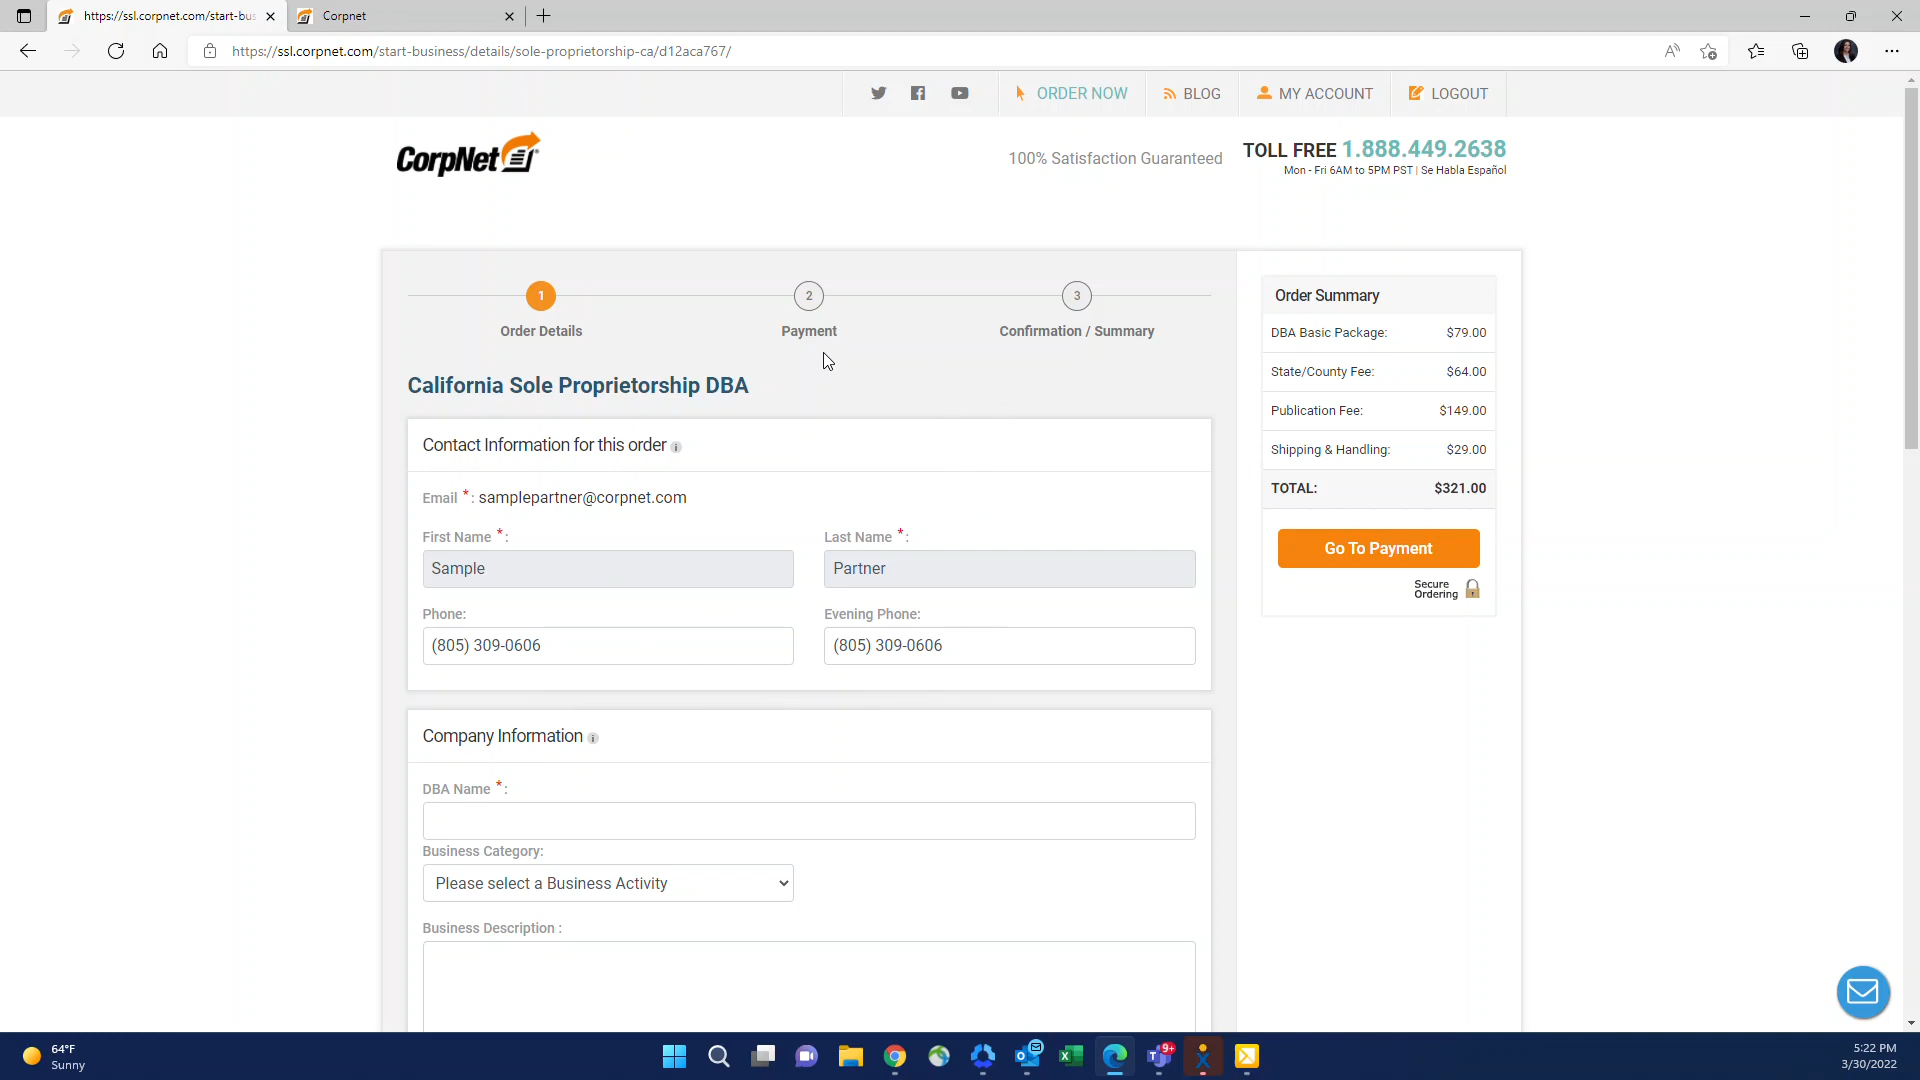 https://ssl.corpnet.com/start-bus
Corpnet
https://ssl.corpnet.com/start-business/details/sole-proprietorship-ca/d12aca767/
ORDER NOW
BLOG
MY ACCOUNT
LOGOUT
CorpNet
100% Satisfaction Guaranteed
TOLL FREE 1.888.449.2638
Mon - Fri 6AM to 5PM PST | Se Habla Español
1
2
3
Order Details
Payment
Confirmation / Summary
California Sole Proprietorship DBA
Contact Information for this order
Email *: samplepartner@corpnet.com
First Name *:
Last Name *:
Sample
Partner
Phone:
Evening Phone:
(805) 309-0606
(805) 309-0606
Company Information
DBA Name *:
Business Category:
Please select a Business Activity
Business Description :
Order Summary
DBA Basic Package: $79.00
State/County Fee: $64.00
Publication Fee: $149.00
Shipping & Handling: $29.00
TOTAL: $321.00
Go To Payment
Secure
Ordering
64°F
Sunny
9+
5:22 PM
3/30/2022